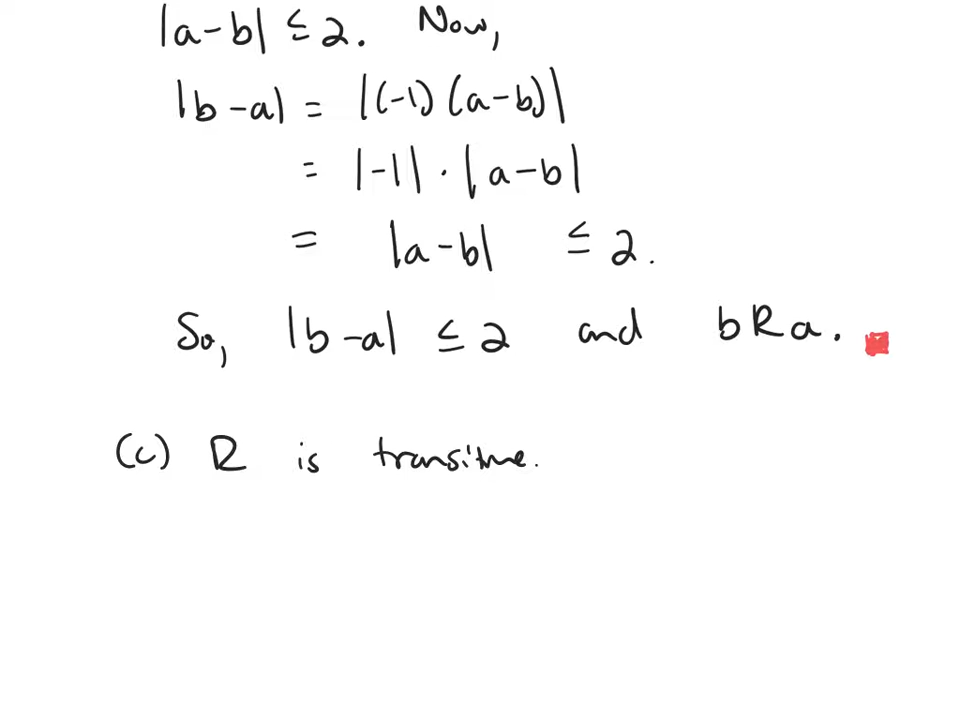 |a-b| ≤ 2. Now,
|b-a| = |(-1)(a-b)|
= |-1| · |a-b|
= |a-b| ≤ 2.
So, |b-a| ≤ 2 and bRa.
(c) R is transitive.